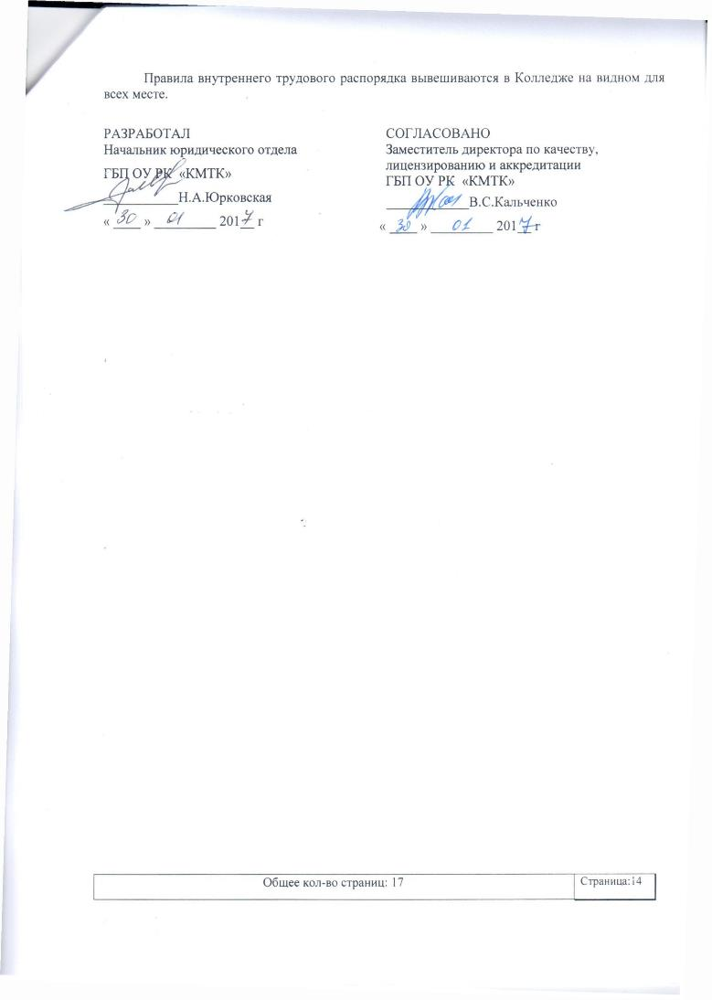 Правила внутреннего трудового распорядка вывешиваются в Колледже на видном для
всех месте.
РАЗРАБОТАЛ
Начальник юридического отдела
ГБП ОУ РК «КМТК»
____________Н.А.Юрковская
« 30 » 01 2017 г
СОГЛАСОВАНО
Заместитель директора по качеству,
лицензированию и аккредитации
ГБП ОУ РК «КМТК»
_____________В.С.Кальченко
« 30 » 01 2017 г
Общее кол-во страниц: 17
Страница:14